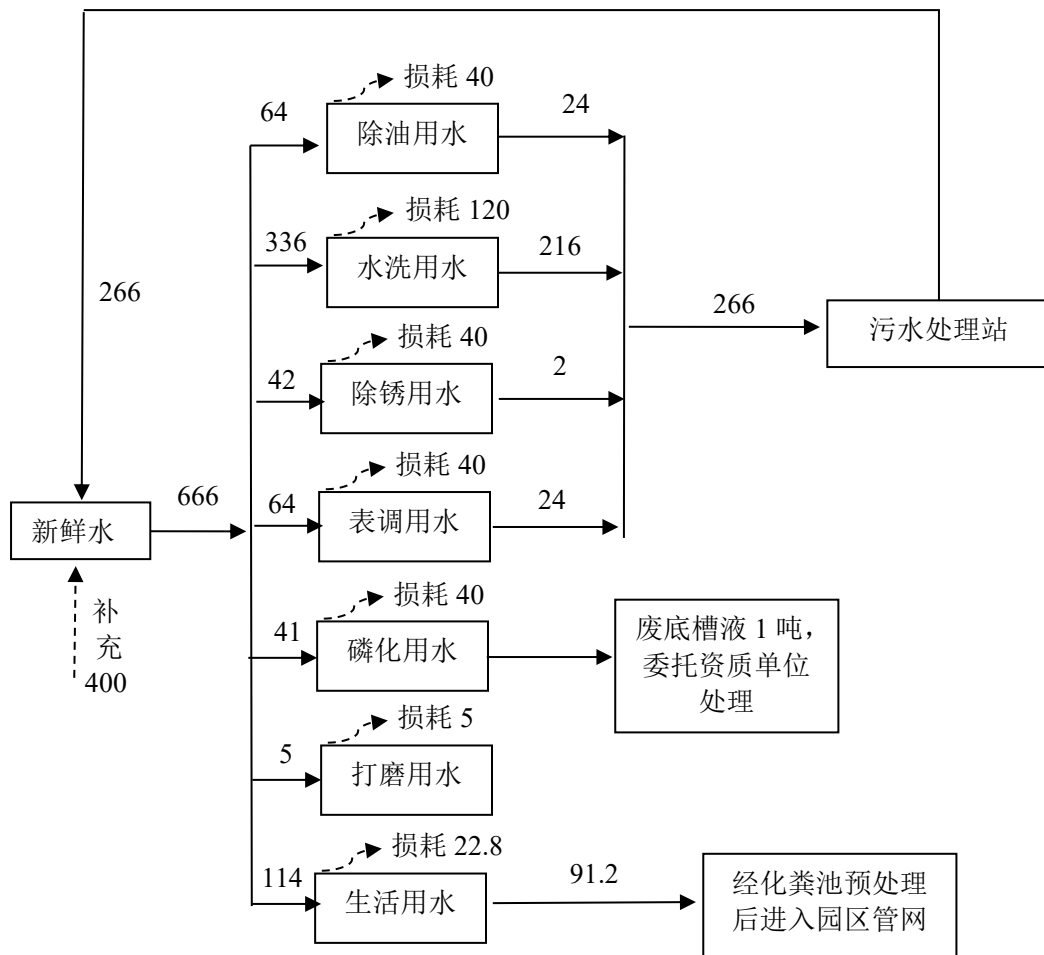 损耗 40
64
除油用水
24
损耗 120
336
水洗用水
216
266
266
污水处理站
损耗 40
42
除锈用水
2
损耗 40
666
64
表调用水
24
新鲜水
补
充
400
损耗 40
41
磷化用水
废底槽液 1 吨，
委托资质单位
处理
损耗 5
5
打磨用水
损耗 22.8
114
生活用水
91.2
经化粪池预处理
后进入园区管网